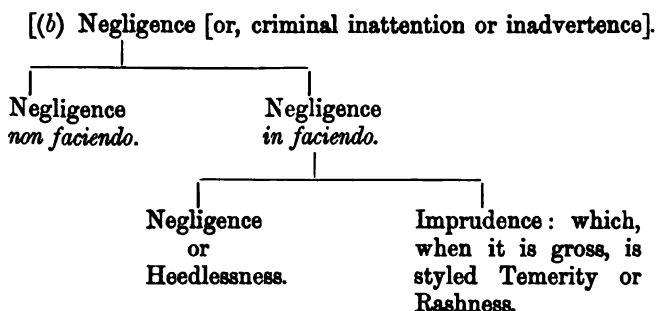 [(b) Negligence [or, criminal inattention or inadvertence].
Negligence
non faciendo.
Negligence
in faciendo.
Negligence
or
Heedlessness.
Imprudence: which,
when it is gross, is
styled Temerity or
Rashness.